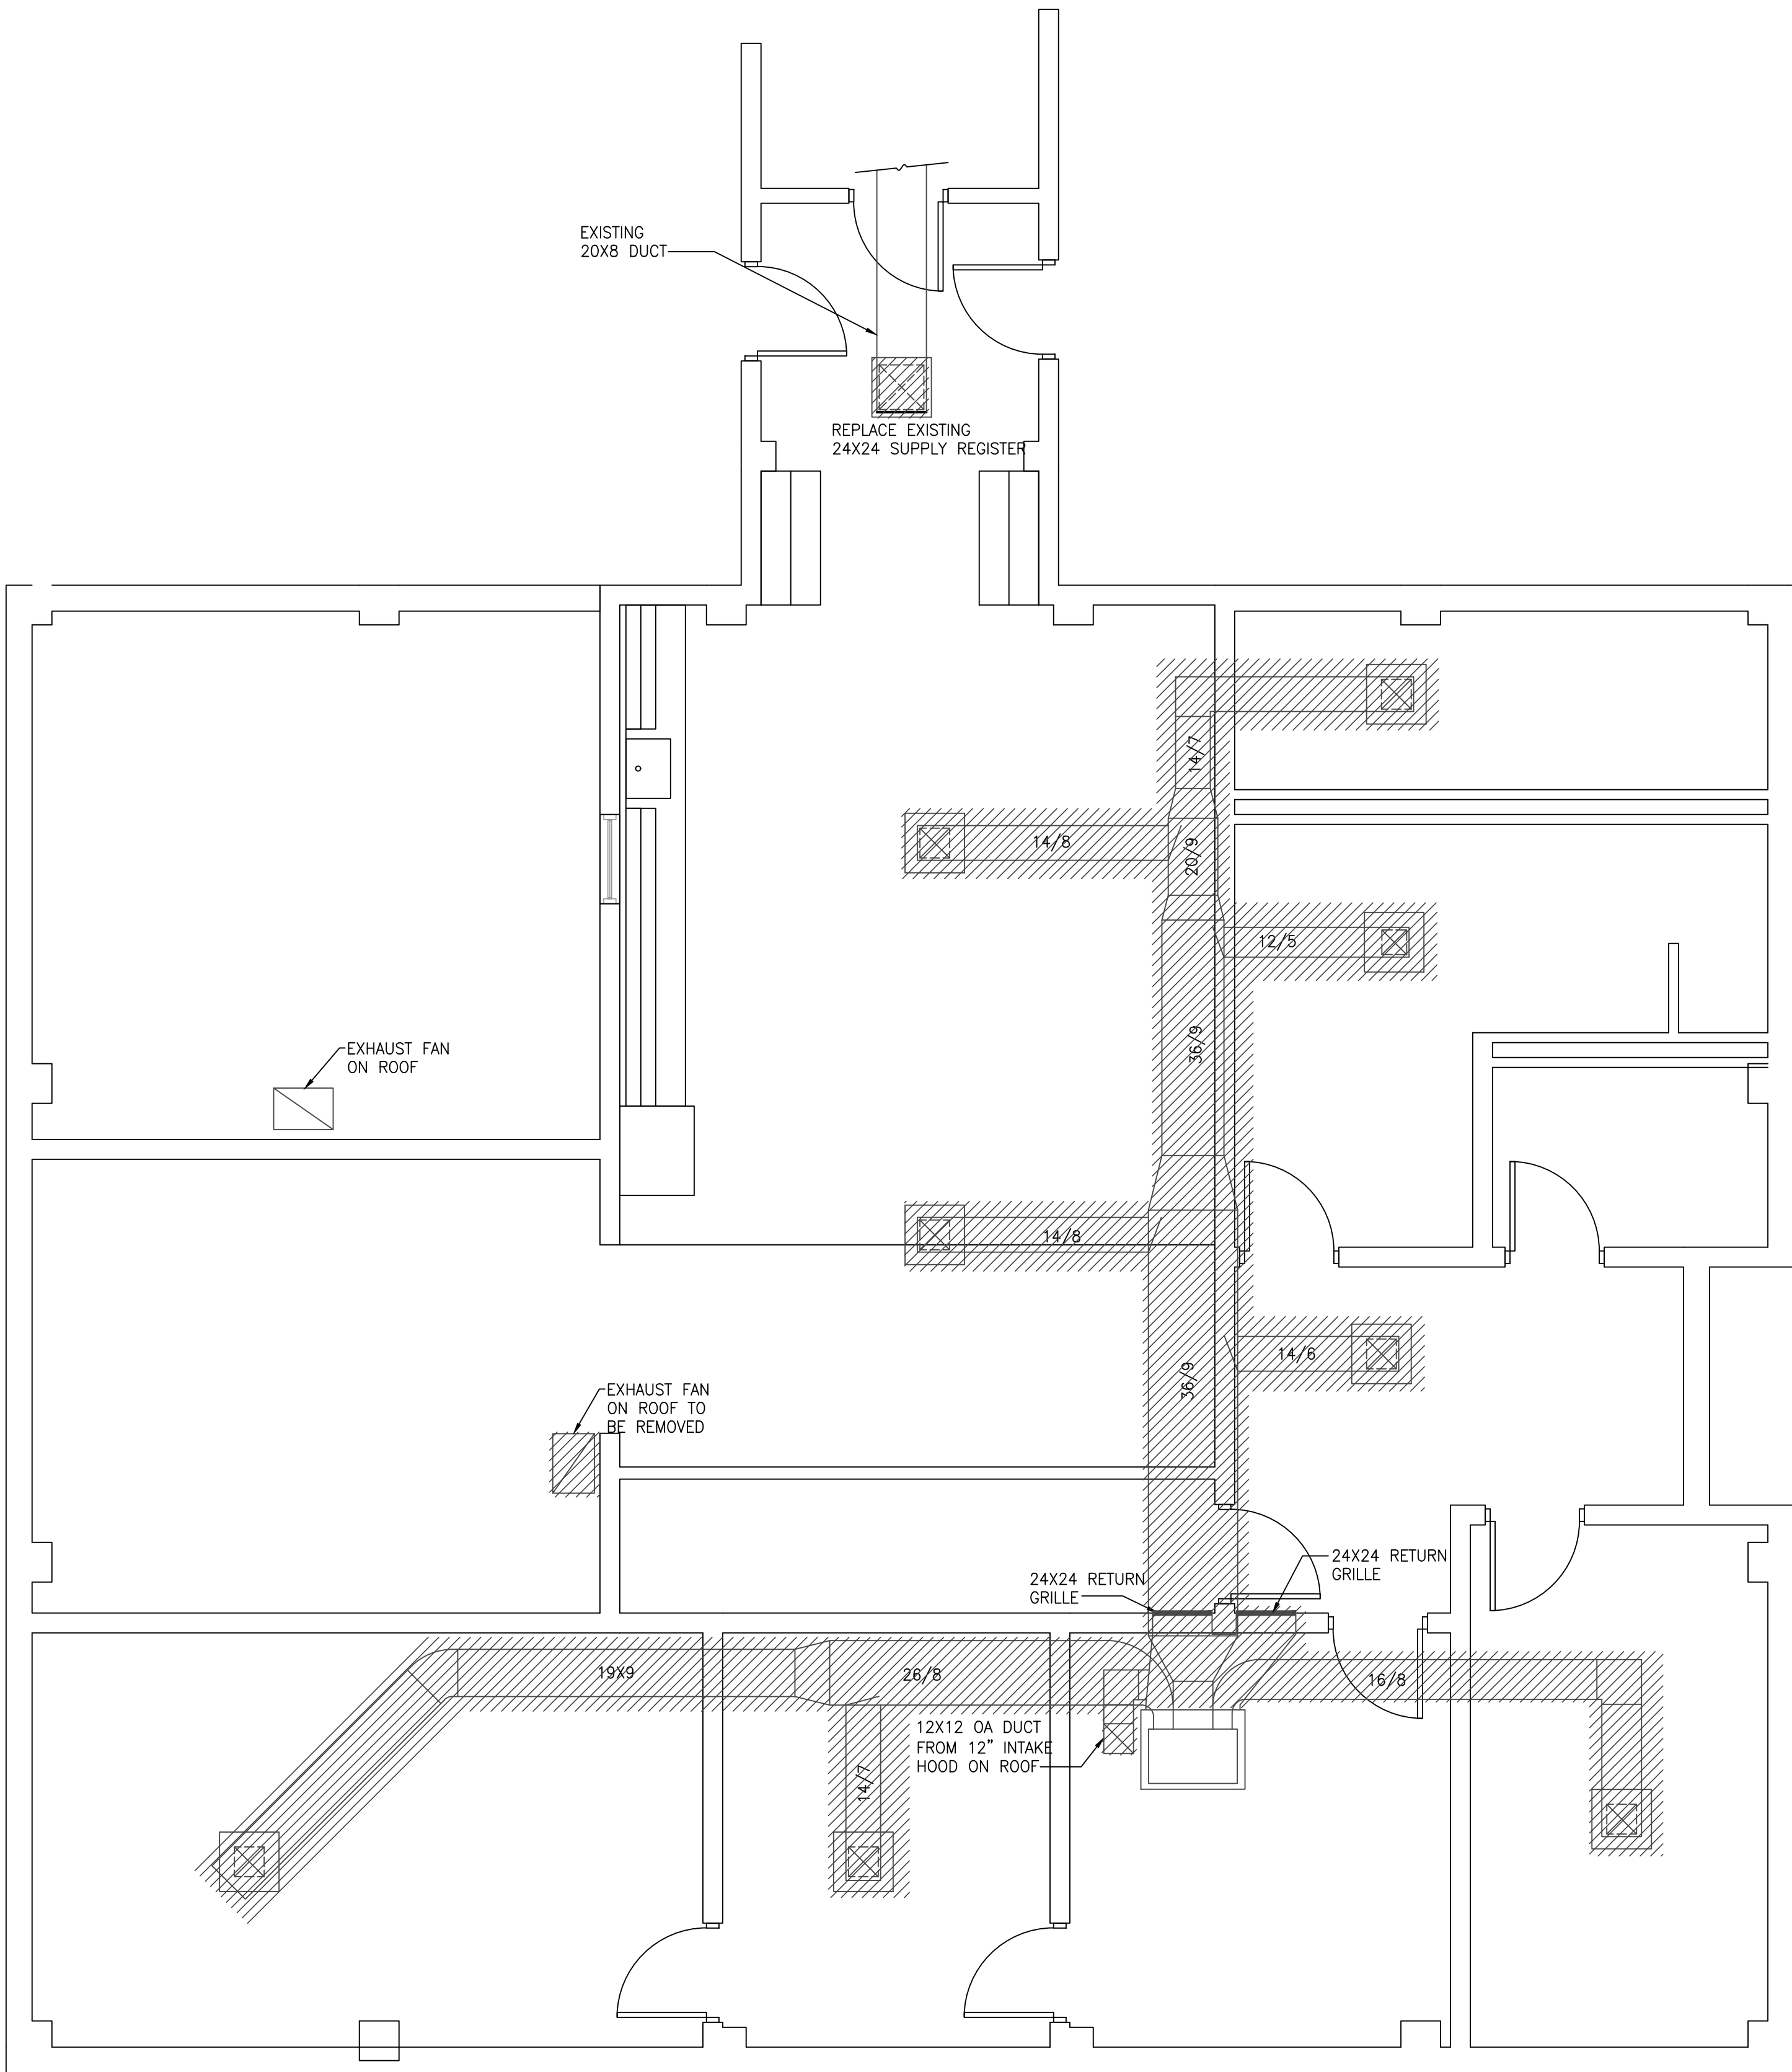 EXISTING
20X8 DUCT
REPLACE EXISTING
24X24 SUPPLY REGISTER
14/7
14/8
20/9
12/5
36/9
EXHAUST FAN
ON ROOF
14/8
14/6
36/9
EXHAUST FAN
ON ROOF TO
BE REMOVED
24X24 RETURN
GRILLE
24X24 RETURN
GRILLE
19X9
26/8
16/8
12X12 OA DUCT
FROM 12" INTAKE
HOOD ON ROOF
14/7